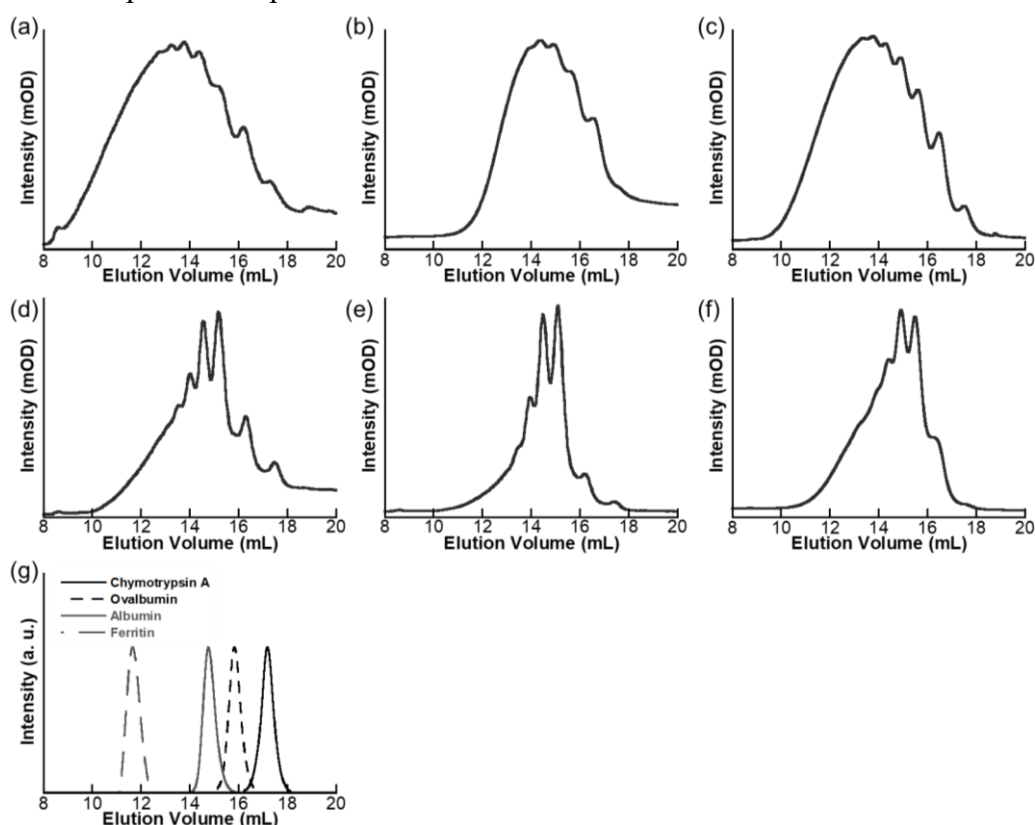 (a)
Intensity (mOD)
8 10 12 14 16 18 20
Elution Volume (mL)
(b)
Intensity (mOD)
8 10 12 14 16 18 20
Elution Volume (mL)
(c)
Intensity (mOD)
8 10 12 14 16 18 20
Elution Volume (mL)
(d)
Intensity (mOD)
8 10 12 14 16 18 20
Elution Volume (mL)
(e)
Intensity (mOD)
8 10 12 14 16 18 20
Elution Volume (mL)
(f)
Intensity (mOD)
8 10 12 14 16 18 20
Elution Volume (mL)
(g)
Chymotrypsin A
Ovalbumin
Albumin
Ferritin
Intensity (a. u.)
8 10 12 14 16 18 20
Elution Volume (mL)